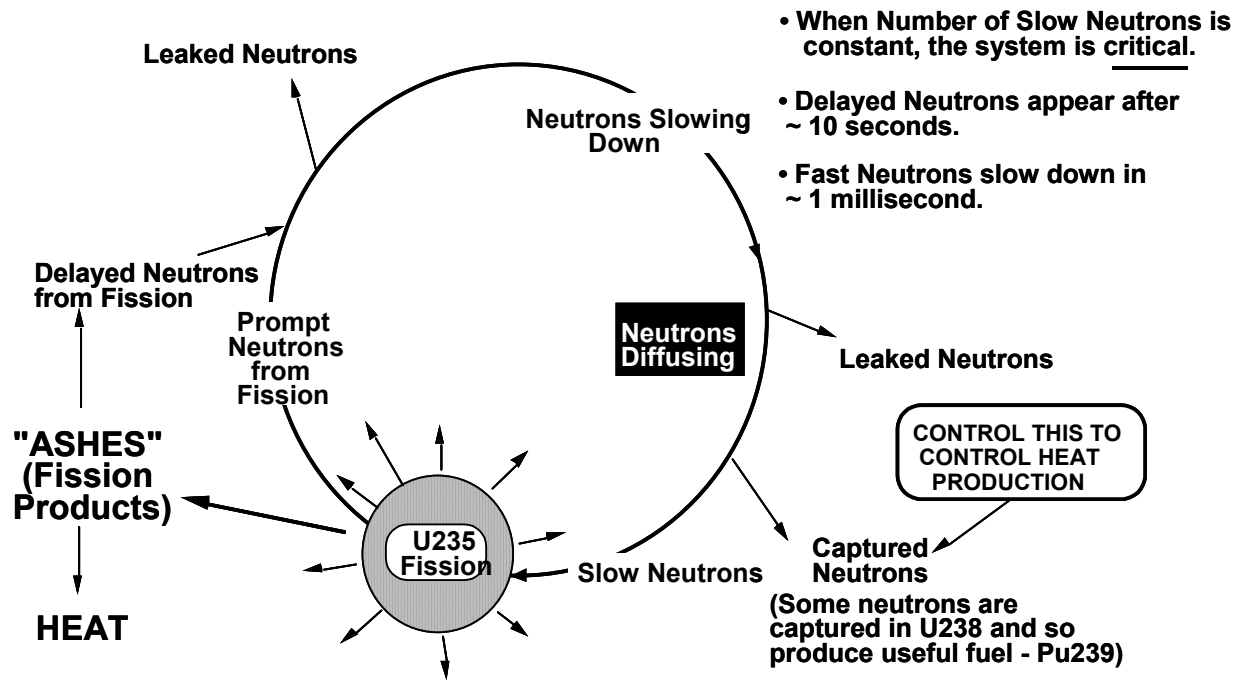 Leaked Neutrons
• When Number of Slow Neutrons is
constant, the system is critical.
• Delayed Neutrons appear after
~ 10 seconds.
• Fast Neutrons slow down in
~ 1 millisecond.
Neutrons Slowing
Down
Delayed Neutrons
from Fission
Prompt
Neutrons
from
Fission
Neutrons
Diffusing
Leaked Neutrons
"ASHES"
(Fission
Products)
HEAT
U235
Fission
Slow Neutrons
CONTROL THIS TO
CONTROL HEAT
PRODUCTION
Captured
Neutrons
(Some neutrons are
captured in U238 and so
produce useful fuel - Pu239)